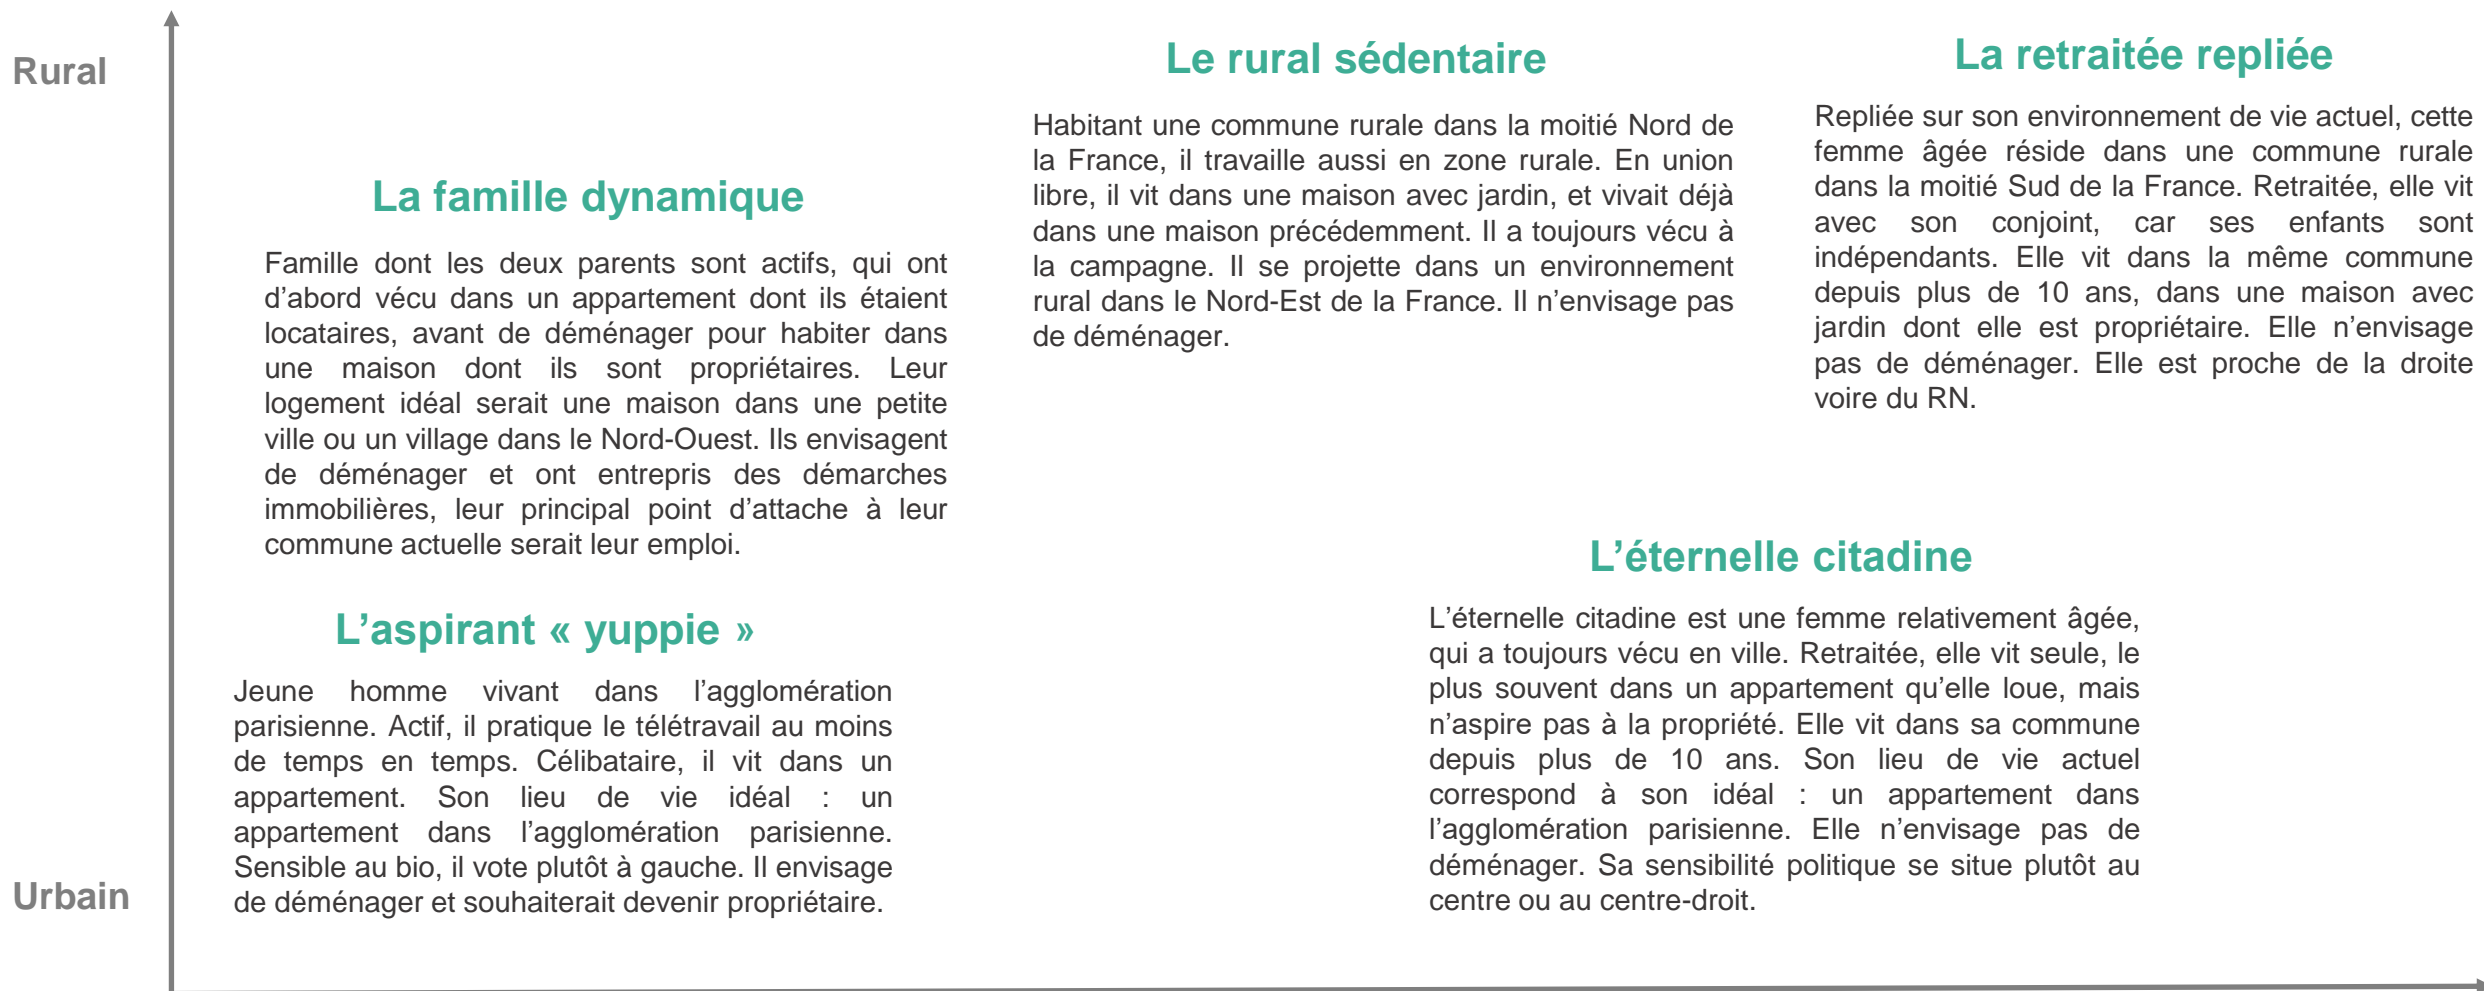 Rural
Le rural sédentaire
Habitant une commune rurale dans la moitié Nord de
la France, il travaille aussi en zone rurale. En union
libre, il vit dans une maison avec jardin, et vivait déjà
dans une maison précédemment. Il a toujours vécu à
la campagne. Il se projette dans un environnement
rural dans le Nord-Est de la France. Il n’envisage pas
de déménager.
La retraitée repliée
Repliée sur son environnement de vie actuel, cette
femme âgée réside dans une commune rurale
dans la moitié Sud de la France. Retraitée, elle vit
avec son conjoint, car ses enfants sont
indépendants. Elle vit dans la même commune
depuis plus de 10 ans, dans une maison avec
jardin dont elle est propriétaire. Elle n’envisage
pas de déménager. Elle est proche de la droite
voire du RN.
La famille dynamique
Famille dont les deux parents sont actifs, qui ont
d’abord vécu dans un appartement dont ils étaient
locataires, avant de déménager pour habiter dans
une maison dont ils sont propriétaires. Leur
logement idéal serait une maison dans une petite
ville ou un village dans le Nord-Ouest. Ils envisagent
de déménager et ont entrepris des démarches
immobilières, leur principal point d’attache à leur
commune actuelle serait leur emploi.
L’éternelle citadine
L’éternelle citadine est une femme relativement âgée,
qui a toujours vécu en ville. Retraitée, elle vit seule, le
plus souvent dans un appartement qu’elle loue, mais
n’aspire pas à la propriété. Elle vit dans sa commune
depuis plus de 10 ans. Son lieu de vie actuel
correspond à son idéal : un appartement dans
l’agglomération parisienne. Elle n’envisage pas de
déménager. Sa sensibilité politique se situe plutôt au
centre ou au centre-droit.
L’aspirant « yuppie »
Jeune homme vivant dans l’agglomération
parisienne. Actif, il pratique le télétravail au moins
de temps en temps. Célibataire, il vit dans un
appartement. Son lieu de vie idéal : un
appartement dans l’agglomération parisienne.
Sensible au bio, il vote plutôt à gauche. Il envisage
de déménager et souhaiterait devenir propriétaire.
Urbain